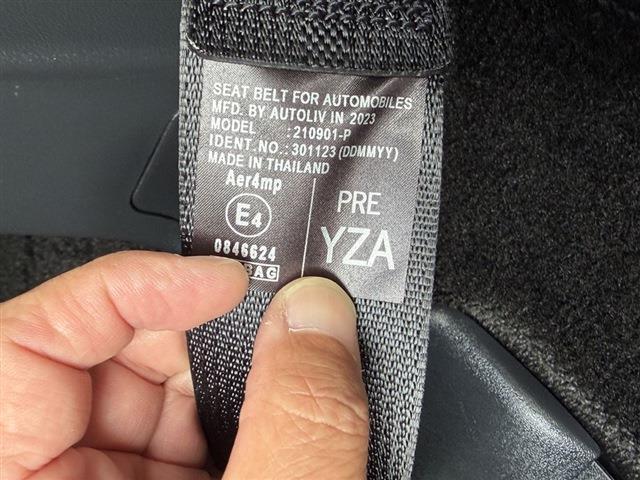 SEAT BELT FOR AUTOMOBILES
MFD. BY AUTOLIV IN 2023
MODEL :210901-P
IDENT.NO.:301123 (DDMMYY)
MADE IN THAILAND
Aer4mp
E4
0846624
PRE
YZA